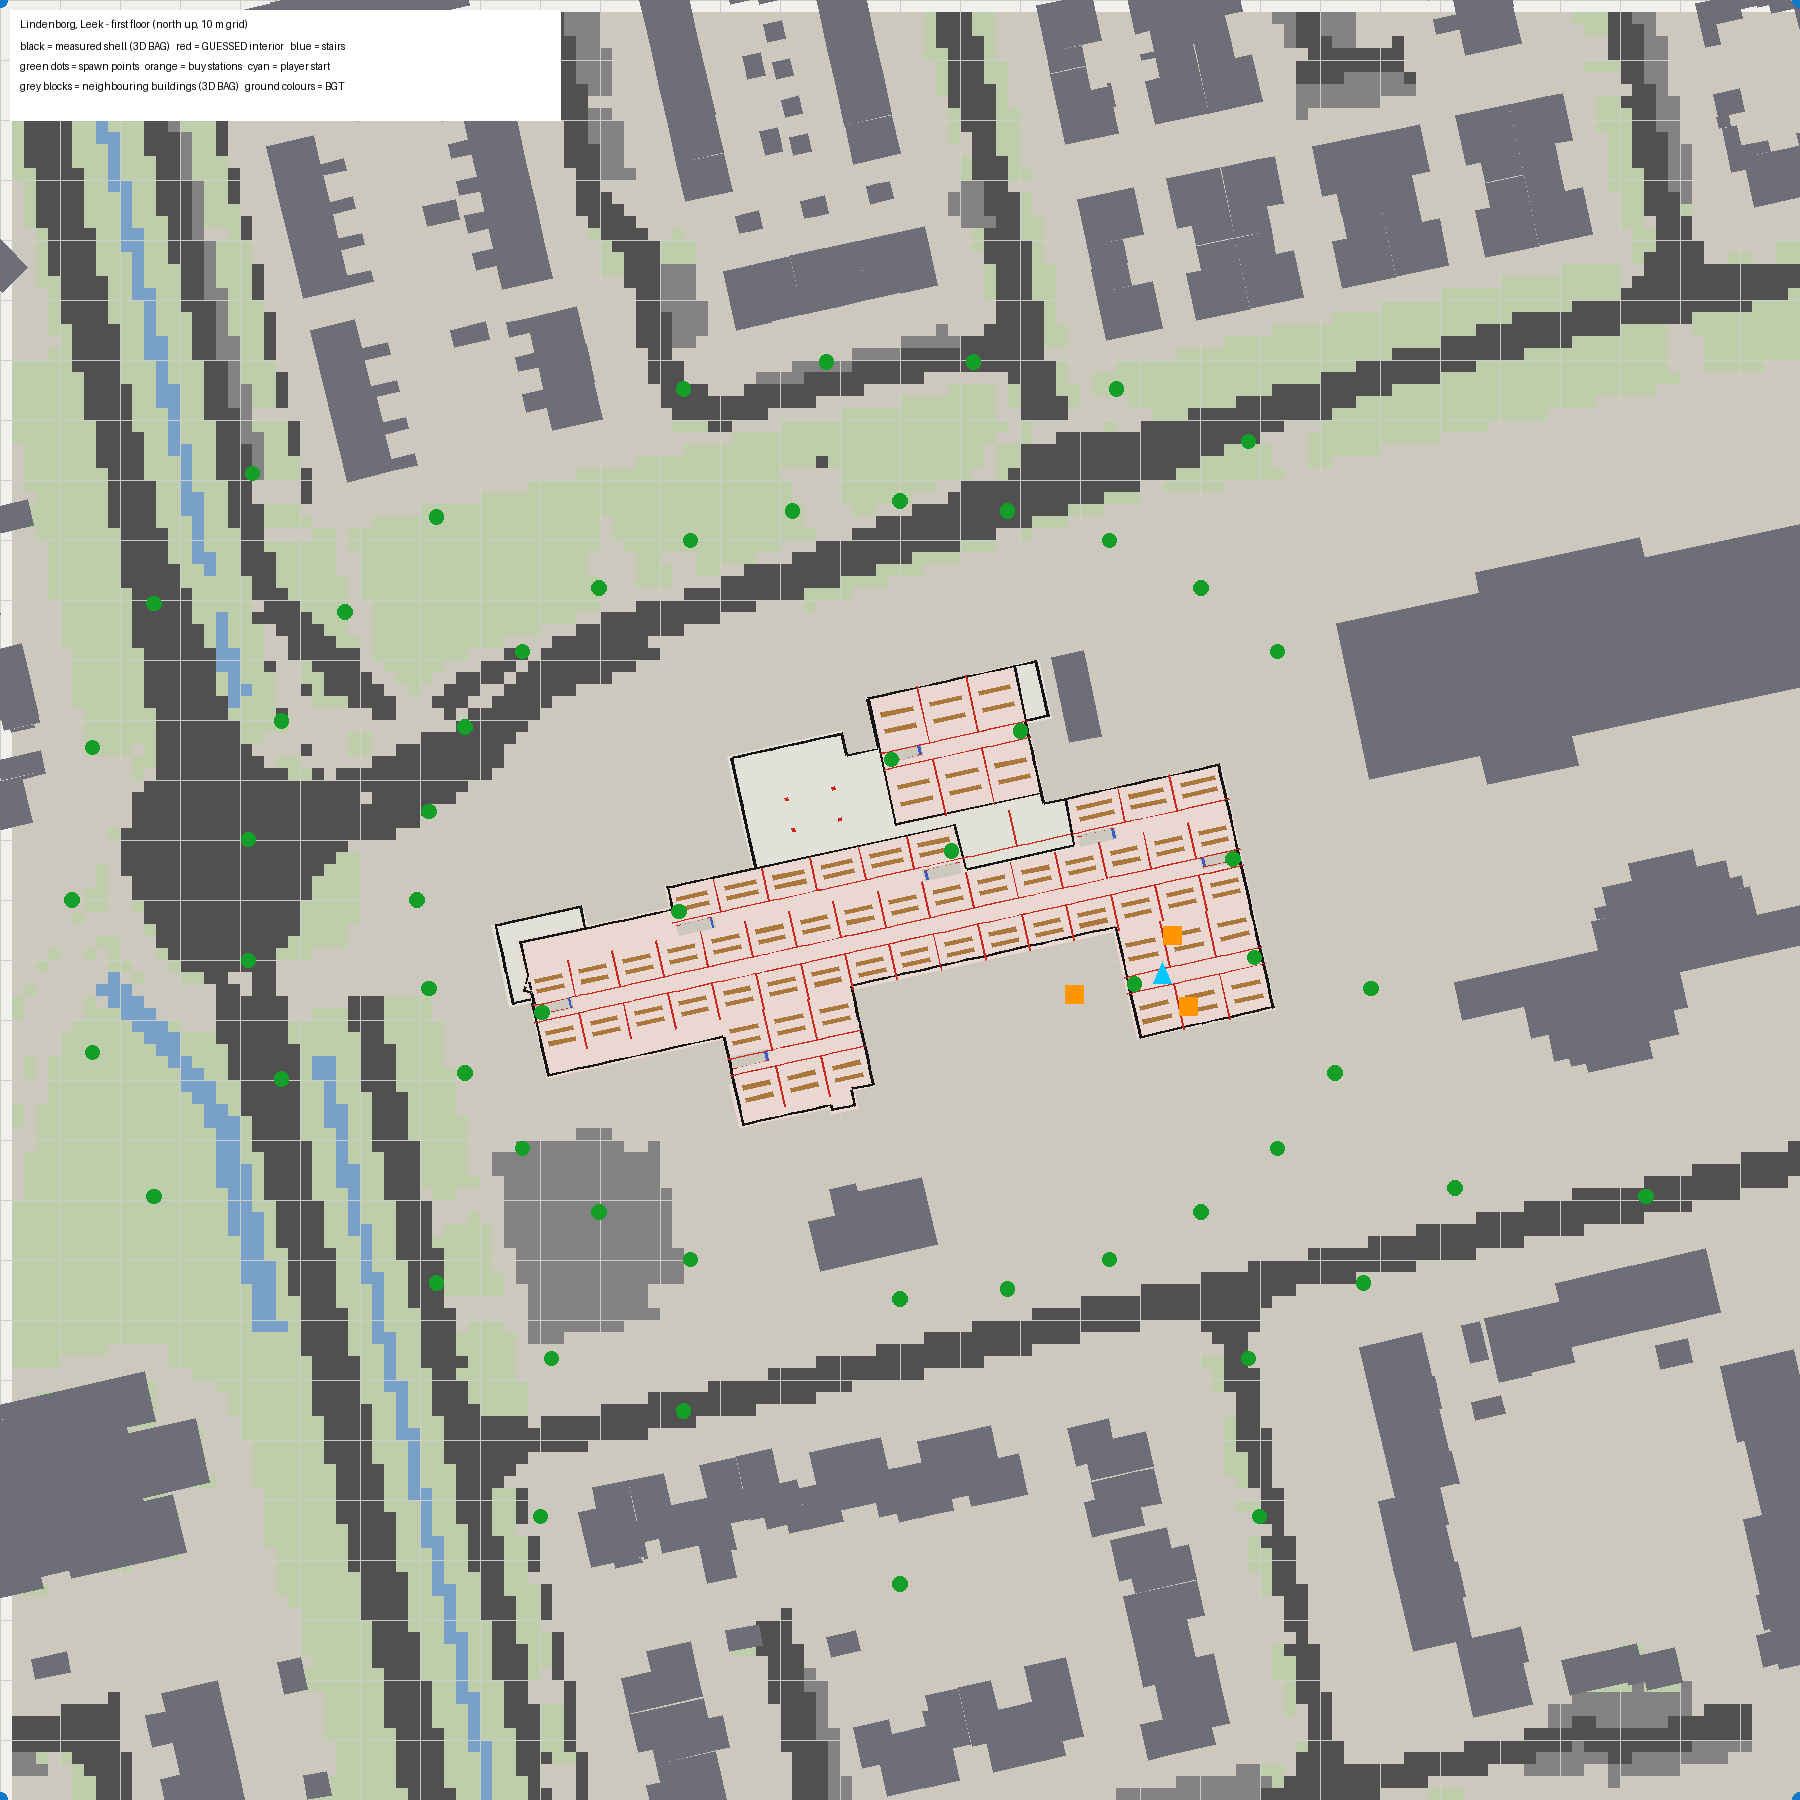 Lindenborg, Leek - first floor (north up, 10 m grid)
black = measured shell (3D BAG)   red = GUESSED interior   blue = stairs
green dots = spawn points   orange = buy stations   cyan = player start
grey blocks = neighbouring buildings (3D BAG)   ground colours = BGT